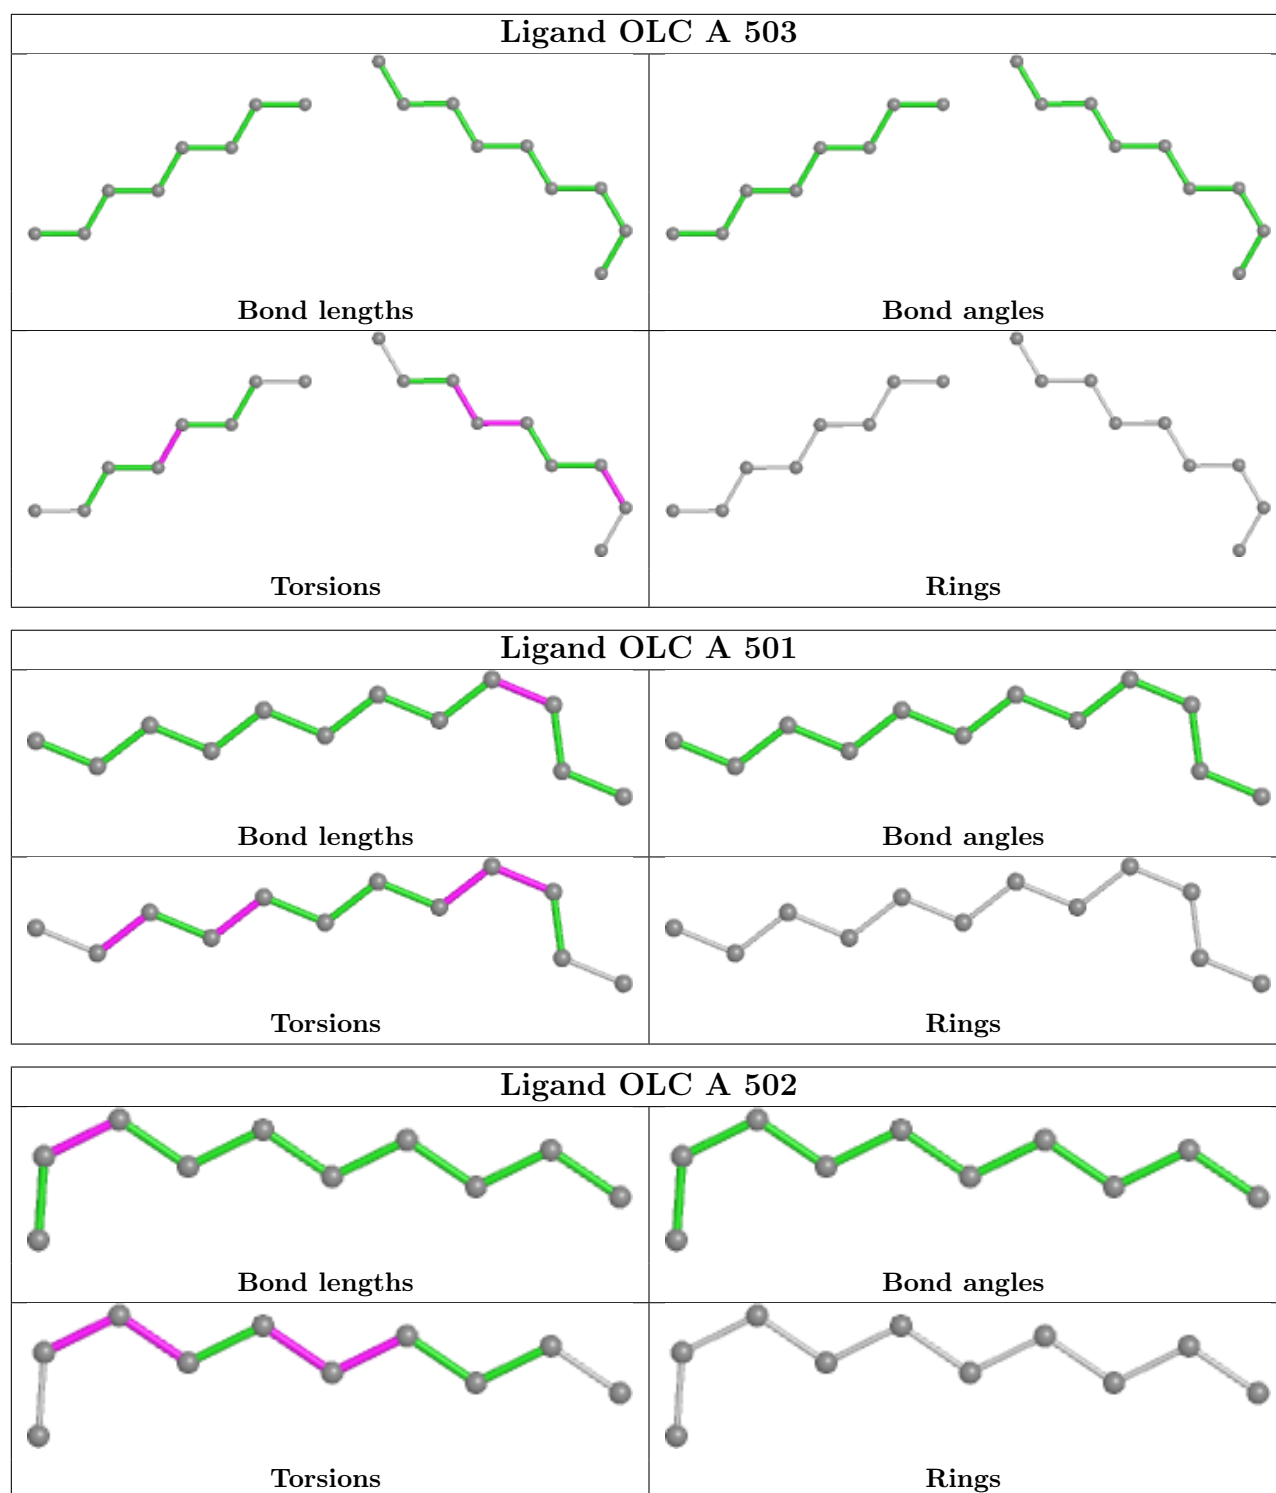 Ligand OLC A 503
Bond lengths
Bond angles
Torsions
Rings
Ligand OLC A 501
Bond lengths
Bond angles
Torsions
Rings
Ligand OLC A 502
Bond lengths
Bond angles
Torsions
Rings